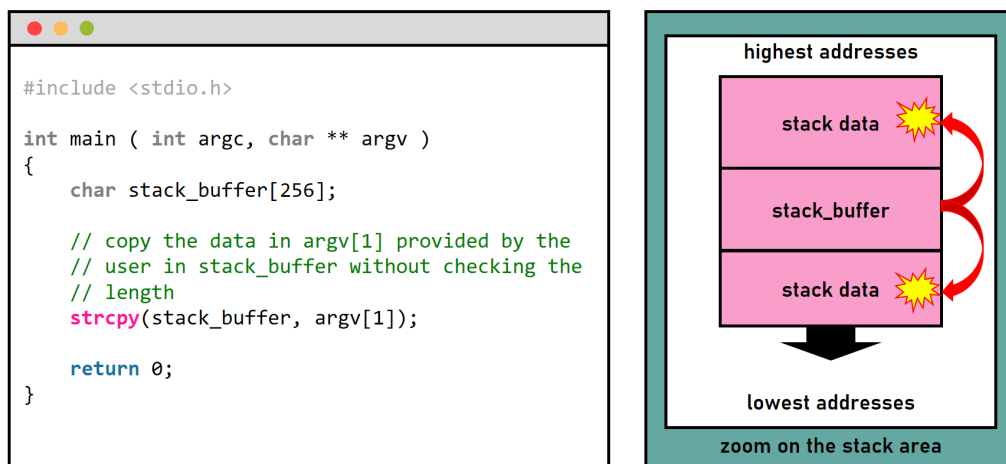 #include <stdio.h>
int main ( int argc, char ** argv )
{
    char stack_buffer[256];
    // copy the data in argv[1] provided by the
    // user in stack_buffer without checking the
    // length
    strcpy(stack_buffer, argv[1]);
    return 0;
}
highest addresses
stack data
stack_buffer
stack data
lowest addresses
zoom on the stack area